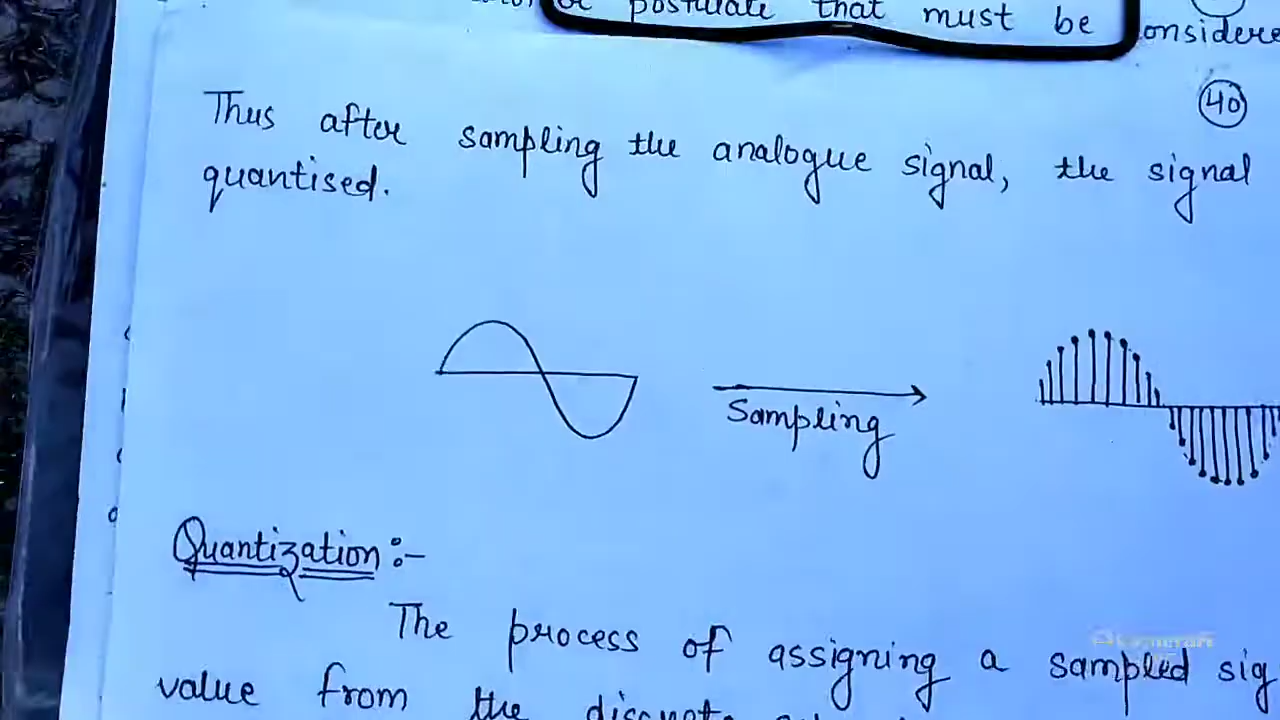 postulate that must be
40
Thus after sampling the analogue signal, the signal
quantised.
Sampling
Quantization :-
The process of assigning a sampled sig
value from the